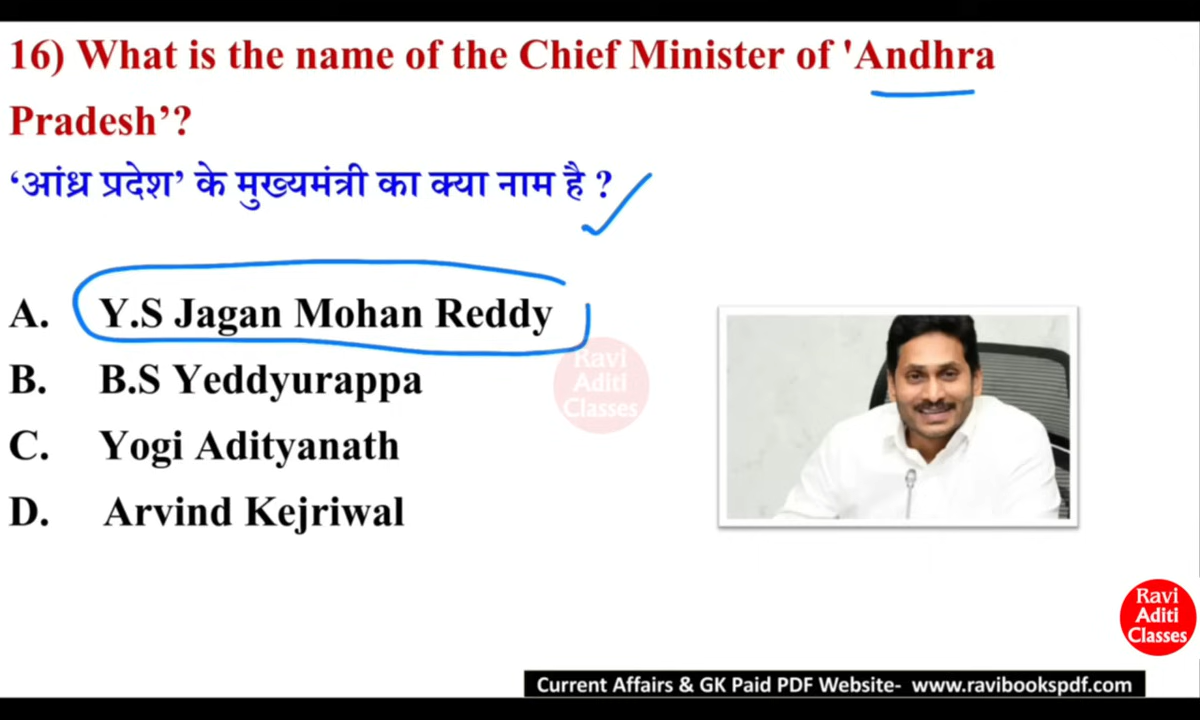 16) What is the name of the Chief Minister of 'Andhra
Pradesh’?
‘आंध्र प्रदेश’ के मुख्यमंत्री का क्या नाम है ?
A. Y.S Jagan Mohan Reddy
B. B.S Yeddyurappa
C. Yogi Adityanath
D. Arvind Kejriwal
Ravi
Aditi
Classes
Ravi
Aditi
Classes
Current Affairs & GK Paid PDF Website- www.ravibookspdf.com